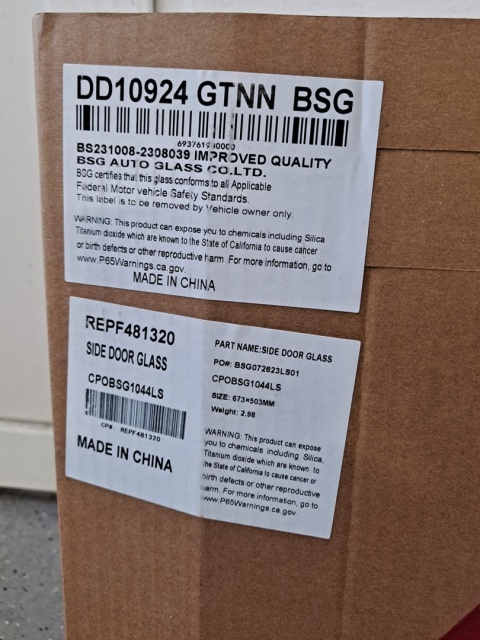 DD10924 GTNN BSG
BS231008-2308039 IMPROVED QUALITY
BSG AUTO GLASS CO.LTD.
BSG certifies that this glass conforms to all Applicable
Federal Motor vehicle Safety Standards.
This label is to be removed by Vehicle owner only.
WARNING: This product can expose you to chemicals including Silica
Titanium dioxide which are known to the State of California to cause cancer
or birth defects or other reproductive harm For more information, go to
www.P65Warnings.ca.gov.
MADE IN CHINA
REPF481320
SIDE DOOR GLASS
CPOBSG1044LS
CP#: REPF481320
MADE IN CHINA
PART NAME:SIDE DOOR GLASS
PO#: BSG072623LS01
CPOBSG1044LS
SIZE: 673×503MM
Weight: 2.98
WARNING: This product can expose
you to chemicals including Silica,
Titanium dioxide which are known to
the State of California to cause cancer or
birth defects or other reproductive
harm. For more information, go to
www.P65Warnings.ca.gov